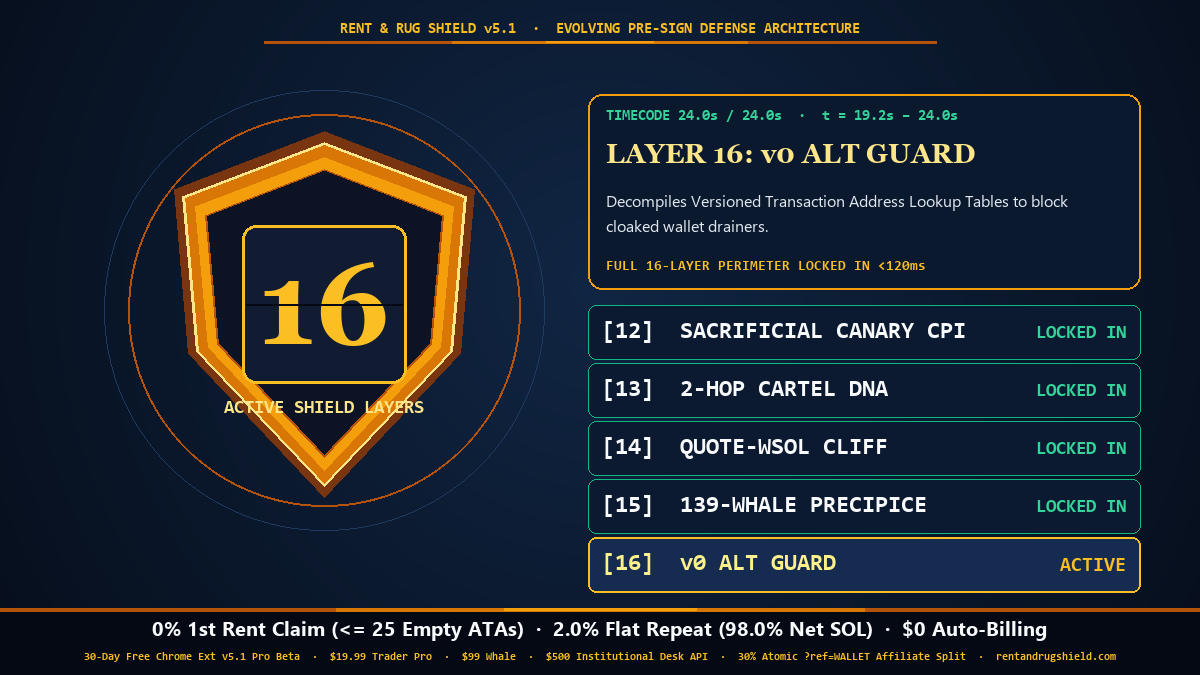 RENT & RUG SHIELD v5.1 · EVOLVING PRE-SIGN DEFENSE ARCHITECTURE
16
ACTIVE SHIELD LAYERS
TIMECODE 24.0s / 24.0s · t = 19.2s – 24.0s
LAYER 16: v0 ALT GUARD
Decompiles Versioned Transaction Address Lookup Tables to block
cloaked wallet drainers.
FULL 16-LAYER PERIMETER LOCKED IN <120ms
[12] SACRIFICIAL CANARY CPI LOCKED IN
[13] 2-HOP CARTEL DNA LOCKED IN
[14] QUOTE-WSOL CLIFF LOCKED IN
[15] 139-WHALE PRECIPICE LOCKED IN
[16] v0 ALT GUARD ACTIVE
0% 1st Rent Claim (<= 25 Empty ATAs) · 2.0% Flat Repeat (98.0% Net SOL) · $0 Auto-Billing
30-Day Free Chrome Ext v5.1 Pro Beta · $19.99 Trader Pro · $99 Whale · $500 Institutional Desk API · 30% Atomic ?ref=WALLET Affiliate Split · rentandrugshield.com